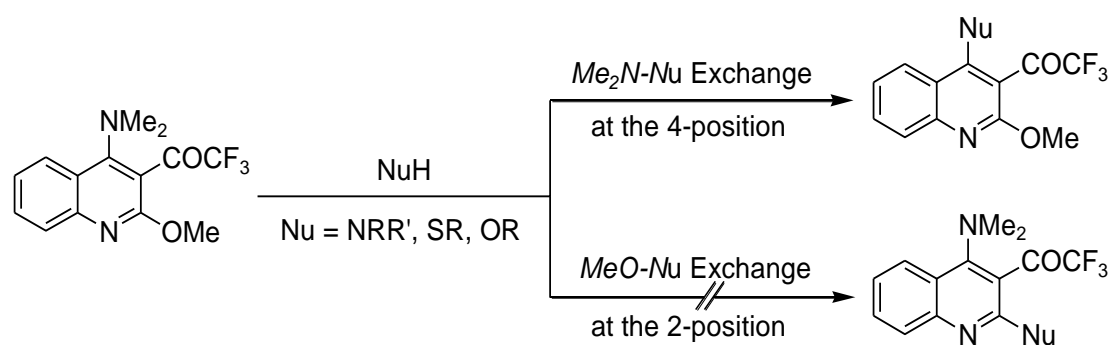 NMe₂
COCF₃
N
OMe
NuH
Nu = NRR', SR, OR
Me₂N-Nu Exchange
at the 4-position
Nu
COCF₃
N
OMe
MeO-Nu Exchange
at the 2-position
NMe₂
COCF₃
N
Nu